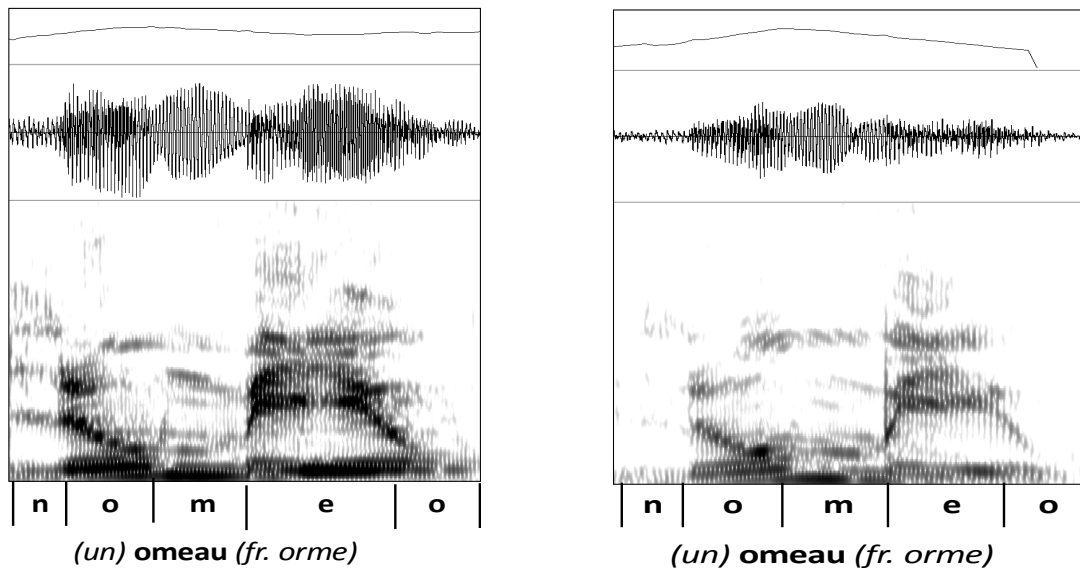 n o m e o
(un) omeau (fr. orme)
n o m e o
(un) omeau (fr. orme)